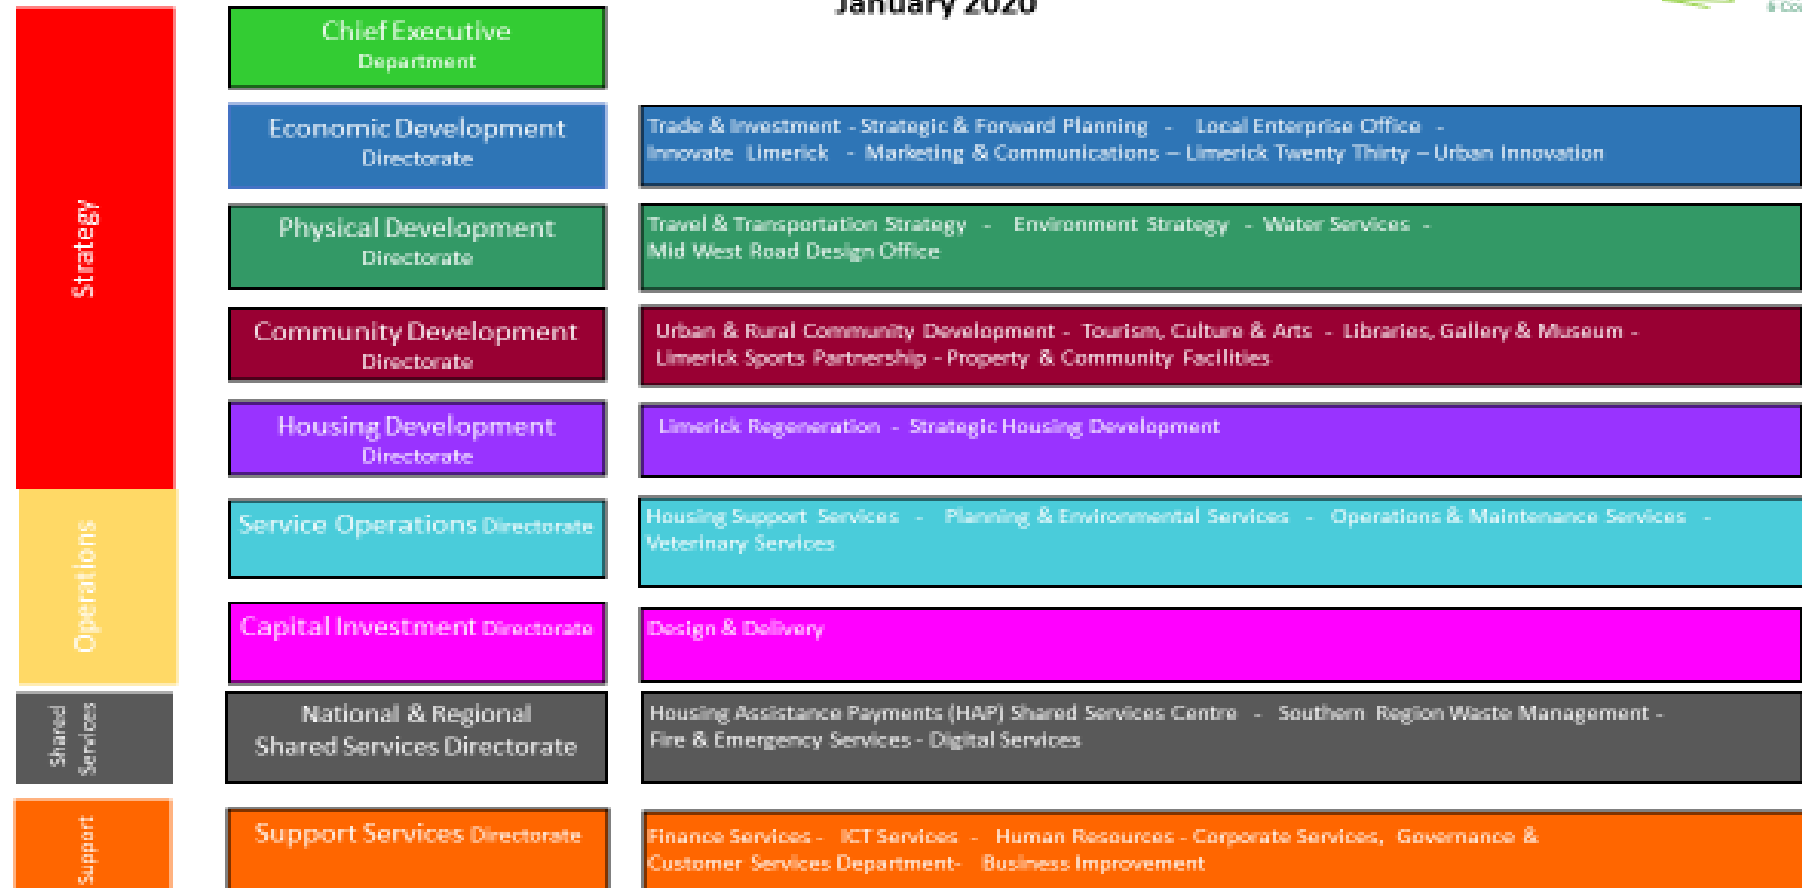 January 2020
Strategy
Chief Executive
Department
Economic Development
Directorate
Trade & Investment - Strategic & Forward Planning - Local Enterprise Office -
Innovate Limerick - Marketing & Communications – Limerick Twenty Thirty – Urban Innovation
Physical Development
Directorate
Travel & Transportation Strategy - Environment Strategy - Water Services -
Mid West Road Design Office
Community Development
Directorate
Urban & Rural Community Development - Tourism, Culture & Arts - Libraries, Gallery & Museum -
Limerick Sports Partnership - Property & Community Facilities
Housing Development
Directorate
Limerick Regeneration - Strategic Housing Development
Operations
Service Operations Directorate
Housing Support Services - Planning & Environmental Services - Operations & Maintenance Services -
Veterinary Services
Capital Investment Directorate
Design & Delivery
Shared
Services
National & Regional
Shared Services Directorate
Housing Assistance Payments (HAP) Shared Services Centre - Southern Region Waste Management -
Fire & Emergency Services - Digital Services
Support
Support Services Directorate
Finance Services - ICT Services - Human Resources - Corporate Services, Governance &
Customer Services Department- Business Improvement